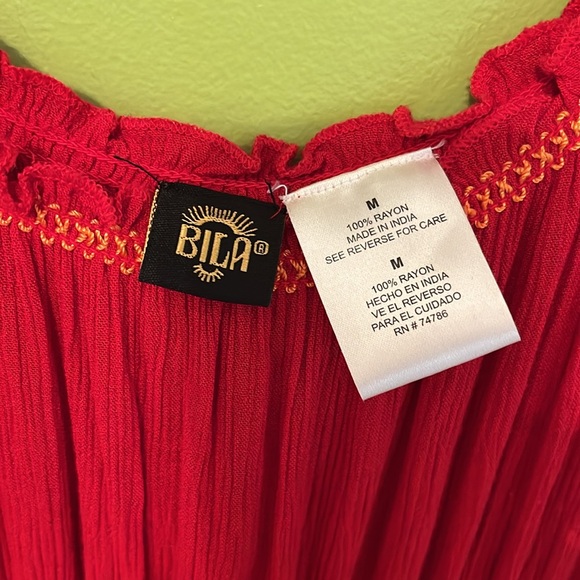 BILA®
M
100% RAYON
MADE IN INDIA
SEE REVERSE FOR CARE
M
100% RAYON
HECHO EN INDIA
VE EL REVERSO
PARA EL CUIDADO
RN # 74786